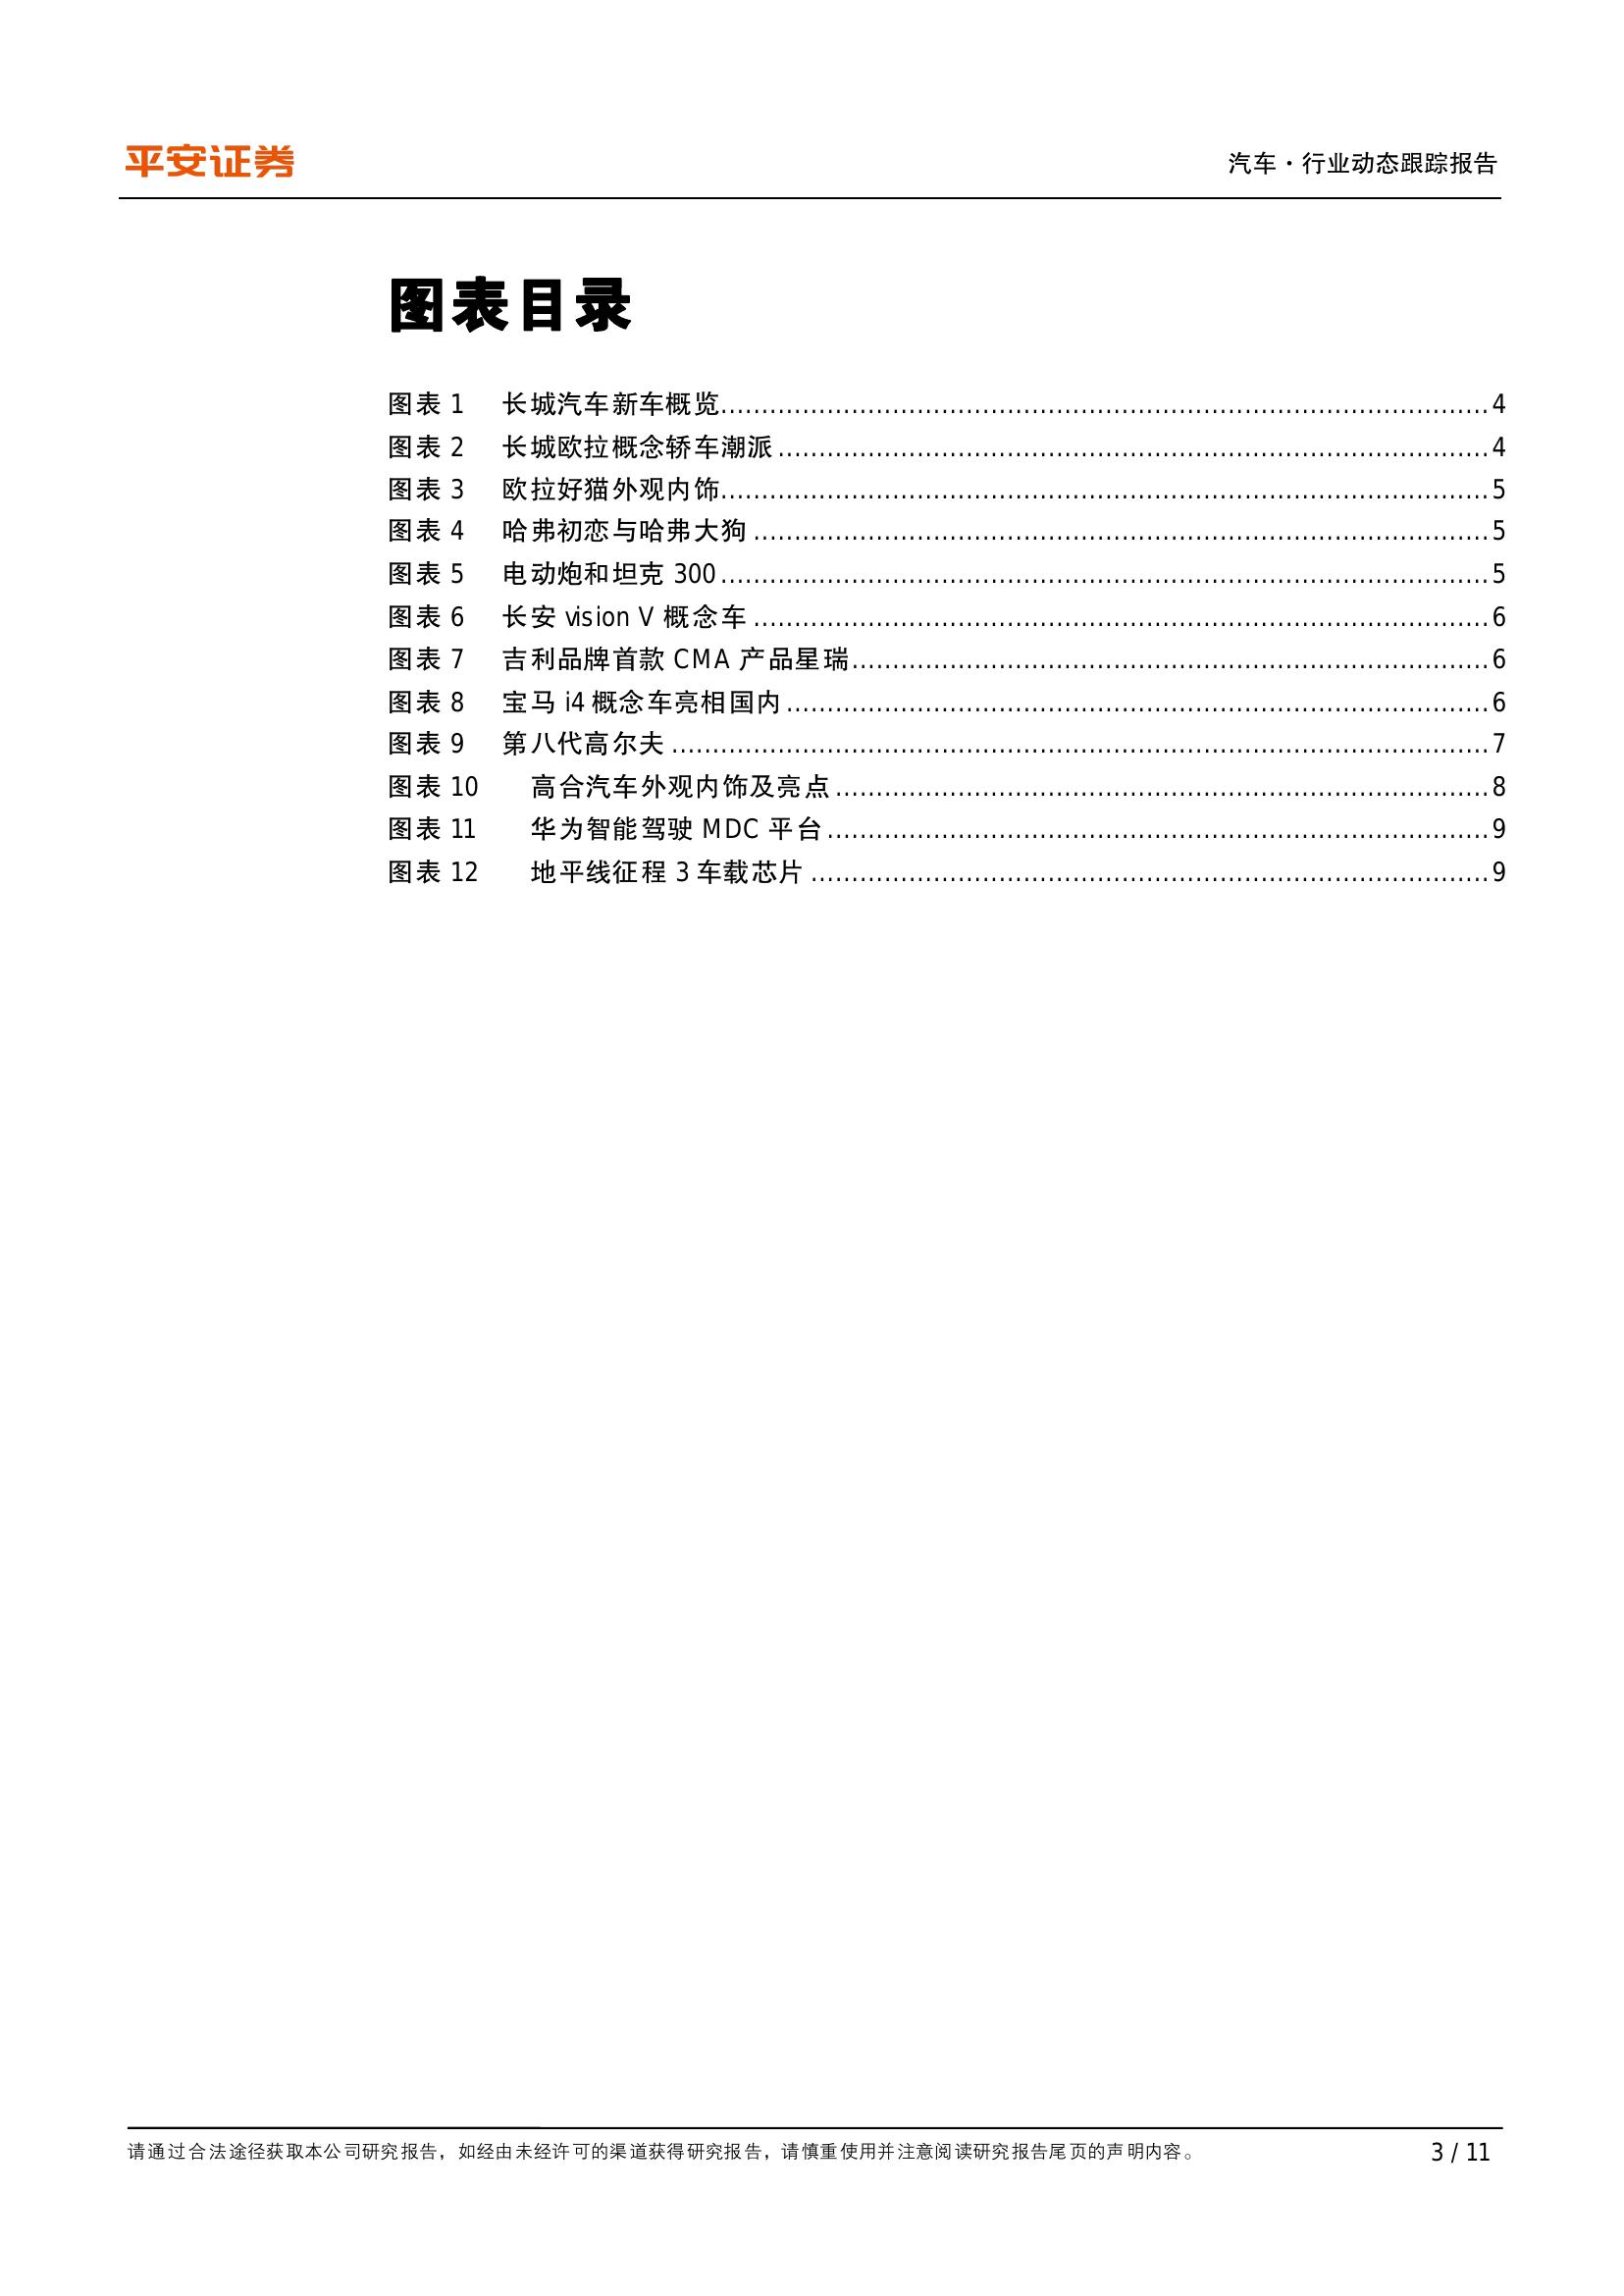 平安证券
汽车·行业动态跟踪报告
图表目录
图表 1 长城汽车新车概览 4
图表 2 长城欧拉概念轿车潮派 4
图表 3 欧拉好猫外观内饰 5
图表 4 哈弗初恋与哈弗大狗 5
图表 5 电动炮和坦克 300 5
图表 6 长安 vision V 概念车 6
图表 7 吉利品牌首款 CMA 产品星瑞 6
图表 8 宝马 i4 概念车亮相国内 6
图表 9 第八代高尔夫 7
图表 10 高合汽车外观内饰及亮点 8
图表 11 华为智能驾驶 MDC 平台 9
图表 12 地平线征程 3 车载芯片 9
请通过合法途径获取本公司研究报告，如经由未经许可的渠道获得研究报告，请慎重使用并注意阅读研究报告尾页的声明内容。
3 / 11